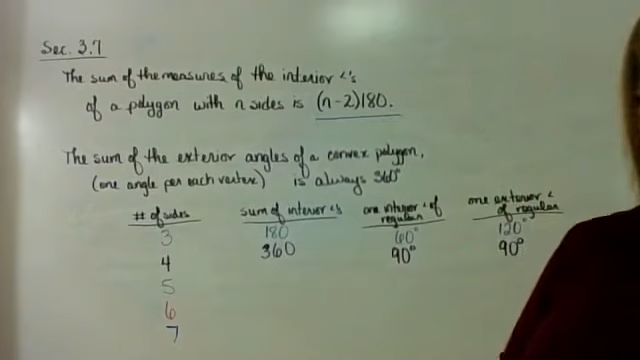 Sec. 3.7
The sum of the measures of the interior <'s
of a polygon with n sides is (n-2)180.
The sum of the exterior angles of a convex polygon,
(one angle per each vertex) is always 360°
# of sides sum of interior <'s one interior < of regular one exterior < of regular
3 180 60° 120°
4 360 90° 90°
5
6
7